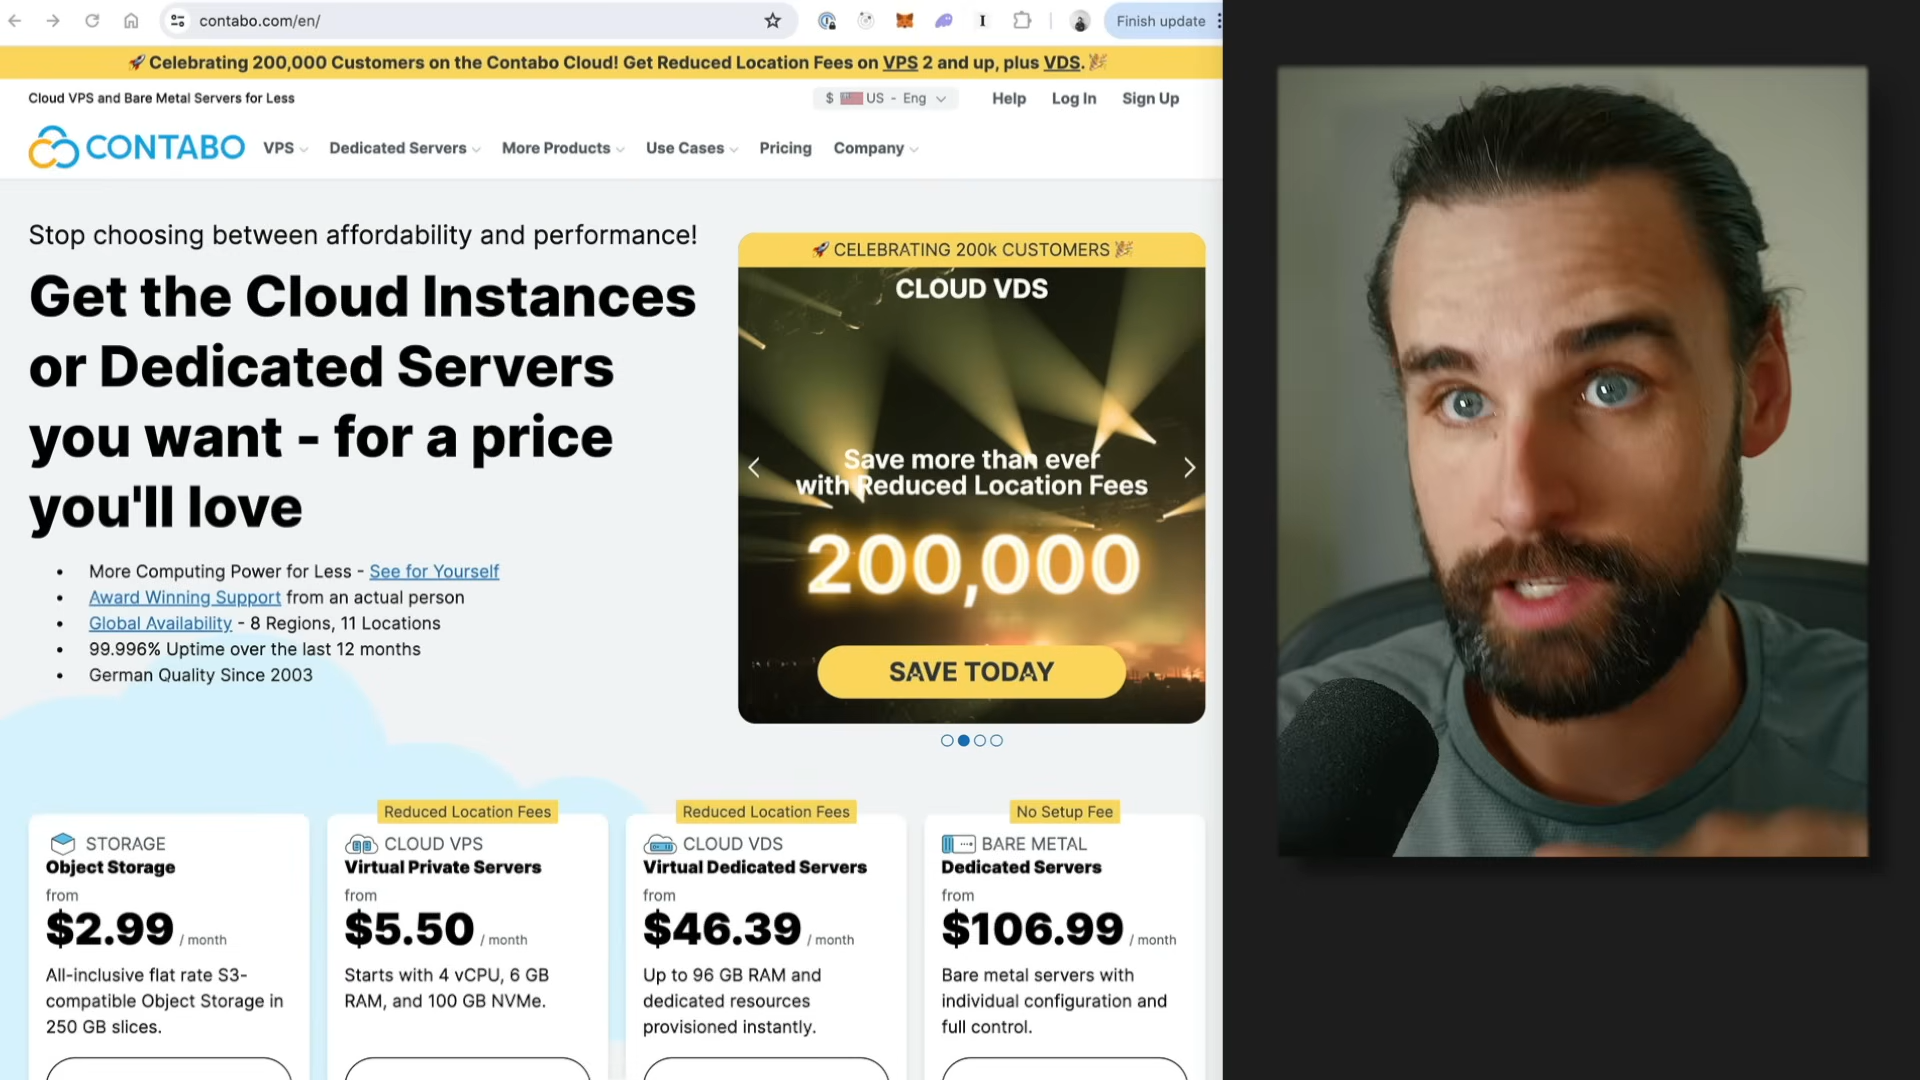 contabo.com/en/
Finish update
🚀 Celebrating 200,000 Customers on the Contabo Cloud! Get Reduced Location Fees on VPS 2 and up, plus VDS. 🎉
Cloud VPS and Bare Metal Servers for Less
$ US - Eng
Help
Log In
Sign Up
CONTABO
VPS
Dedicated Servers
More Products
Use Cases
Pricing
Company
Stop choosing between affordability and performance!
Get the Cloud Instances
or Dedicated Servers
you want - for a price
you'll love
• More Computing Power for Less - See for Yourself
• Award Winning Support from an actual person
• Global Availability - 8 Regions, 11 Locations
• 99.996% Uptime over the last 12 months
• German Quality Since 2003
🚀 CELEBRATING 200k CUSTOMERS 🎉
CLOUD VDS
Save more than ever
with Reduced Location Fees
200,000
SAVE TODAY
STORAGE
Object Storage
from
$2.99 / month
All-inclusive flat rate S3-
compatible Object Storage in
250 GB slices.
Reduced Location Fees
CLOUD VPS
Virtual Private Servers
from
$5.50 / month
Starts with 4 vCPU, 6 GB
RAM, and 100 GB NVMe.
Reduced Location Fees
CLOUD VDS
Virtual Dedicated Servers
from
$46.39 / month
Up to 96 GB RAM and
dedicated resources
provisioned instantly.
No Setup Fee
BARE METAL
Dedicated Servers
from
$106.99 / month
Bare metal servers with
individual configuration and
full control.